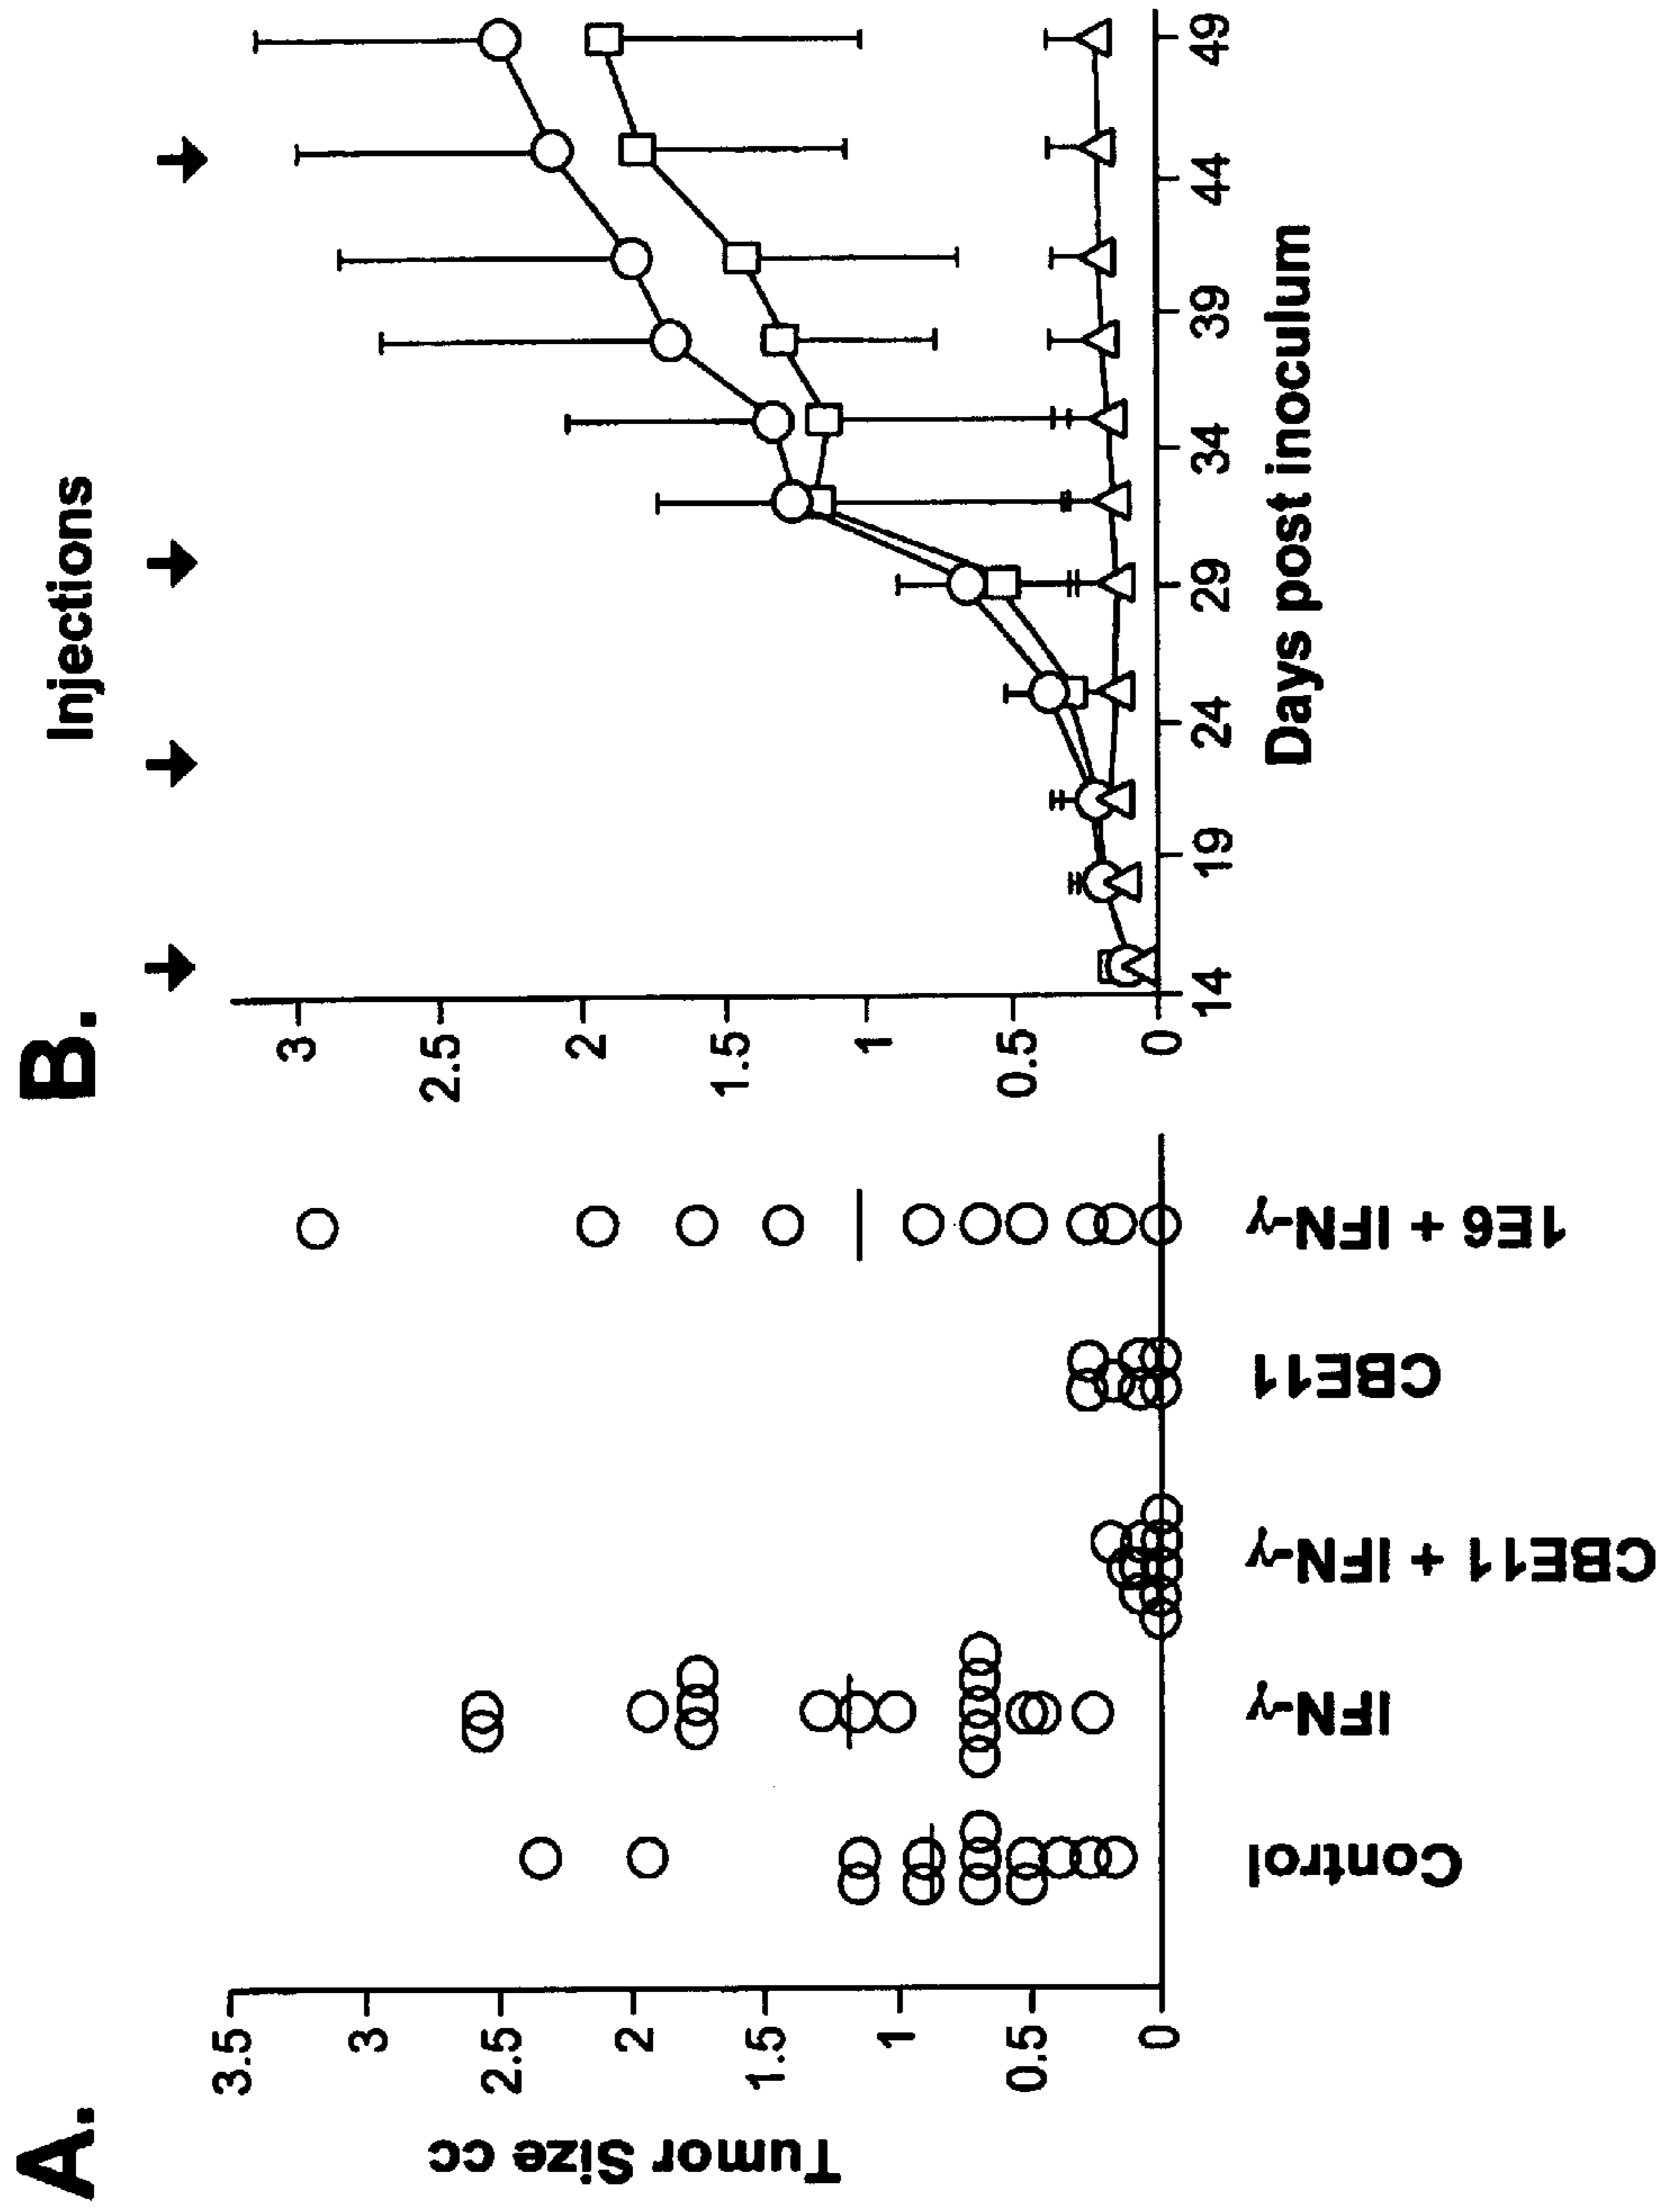 A.
Tumor Size cc
3.5
3
2.5
2
1.5
1
0.5
0
Control
IFN-γ
CBE11 + IFN-γ
CBE11
1E6 + IFN-γ
B.
Injections
3
2.5
2
1.5
1
0.5
0
14 19 24 29 34 39 44 49
Days post inoculum